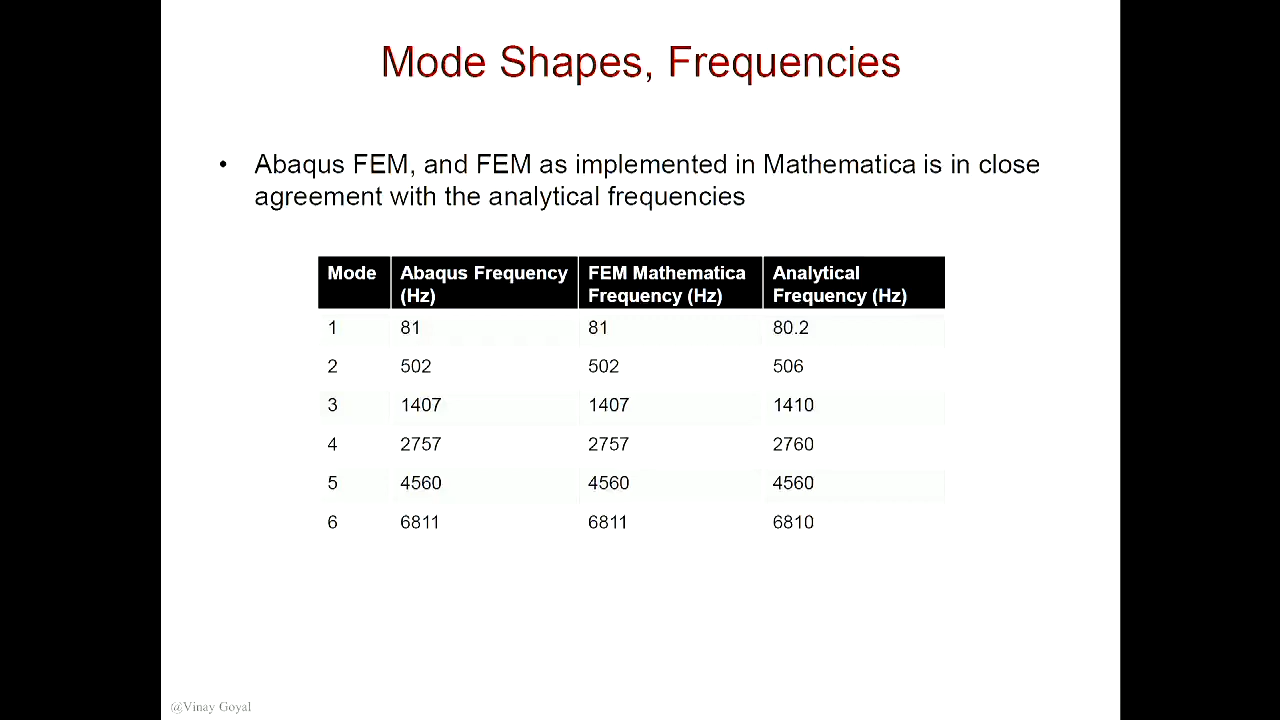 Mode Shapes, Frequencies
• Abaqus FEM, and FEM as implemented in Mathematica is in close
agreement with the analytical frequencies
Mode Abaqus Frequency (Hz) FEM Mathematica Frequency (Hz) Analytical Frequency (Hz)
1 81 81 80.2
2 502 502 506
3 1407 1407 1410
4 2757 2757 2760
5 4560 4560 4560
6 6811 6811 6810
@Vinay Goyal